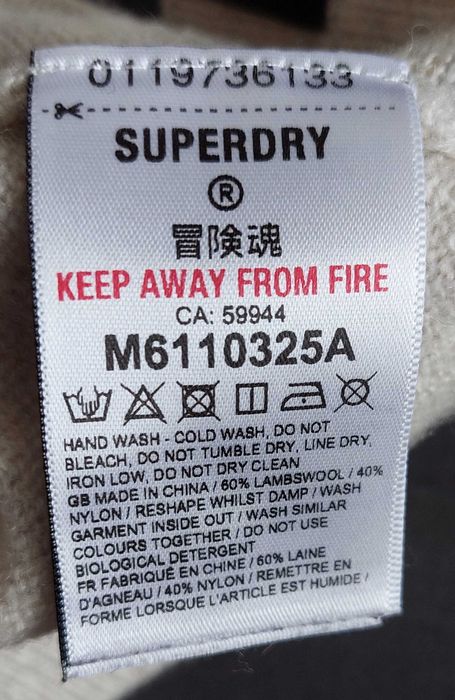 0119736133
SUPERDRY
®
冒険魂
KEEP AWAY FROM FIRE
CA: 59944
M6110325A
HAND WASH - COLD WASH, DO NOT
BLEACH, DO NOT TUMBLE DRY, LINE DRY,
IRON LOW, DO NOT DRY CLEAN
GB MADE IN CHINA / 60% LAMBSWOOL / 40%
NYLON / RESHAPE WHILST DAMP / WASH
GARMENT INSIDE OUT / WASH SIMILAR
COLOURS TOGETHER / DO NOT USE
BIOLOGICAL DETERGENT
FR FABRIQUÉ EN CHINE / 60% LAINE
D'AGNEAU / 40% NYLON / REMETTRE EN
FORME LORSQUE L'ARTICLE EST HUMIDE /